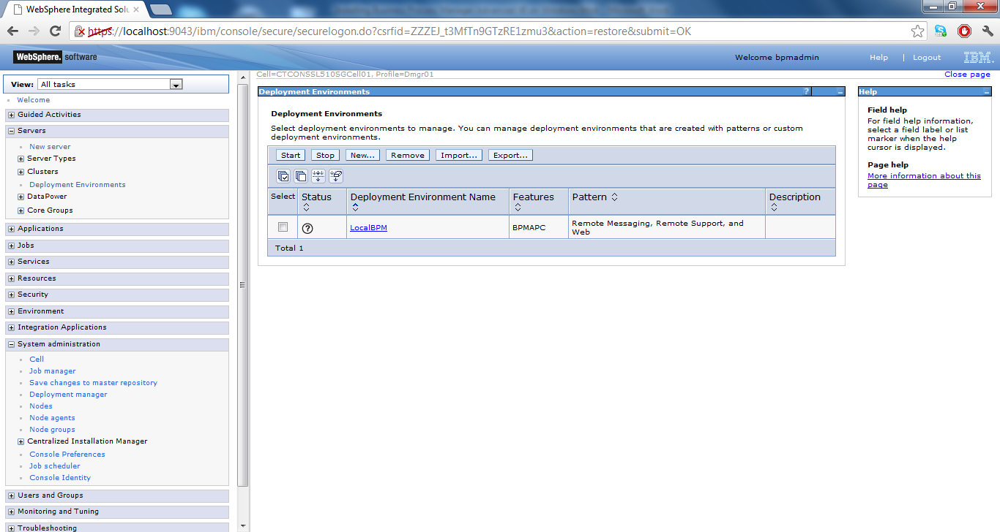 WebSphere Integrated Solu
https://localhost:9043/ibm/console/secure/securelogon.do?csrfid=ZZZEJ_t3MfTn9GTzRE1zmu3&action=restore&submit=OK
WebSphere. software
Welcome bpmadmin
Help | Logout
IBM.
View: All tasks
Welcome
Guided Activities
Servers
New server
Server Types
Clusters
Deployment Environments
DataPower
Core Groups
Applications
Jobs
Services
Resources
Security
Environment
Integration Applications
System administration
Cell
Job manager
Save changes to master repository
Deployment manager
Nodes
Node agents
Node groups
Centralized Installation Manager
Console Preferences
Job scheduler
Console Identity
Users and Groups
Monitoring and Tuning
Troubleshooting
Cell=CTCONSSL510SGCell01, Profile=Dmgr01
Close page
Deployment Environments
?
Deployment Environments
Select deployment environments to manage. You can manage deployment environments that are created with patterns or custom
deployment environments.
Start Stop New... Remove Import... Export...
Select Status Deployment Environment Name Features Pattern Description
? LocalBPM BPMAPC Remote Messaging, Remote Support, and
Web
Total 1
Help
Field help
For field help information,
select a field label or list
marker when the help
cursor is displayed.
Page help
More information about this
page